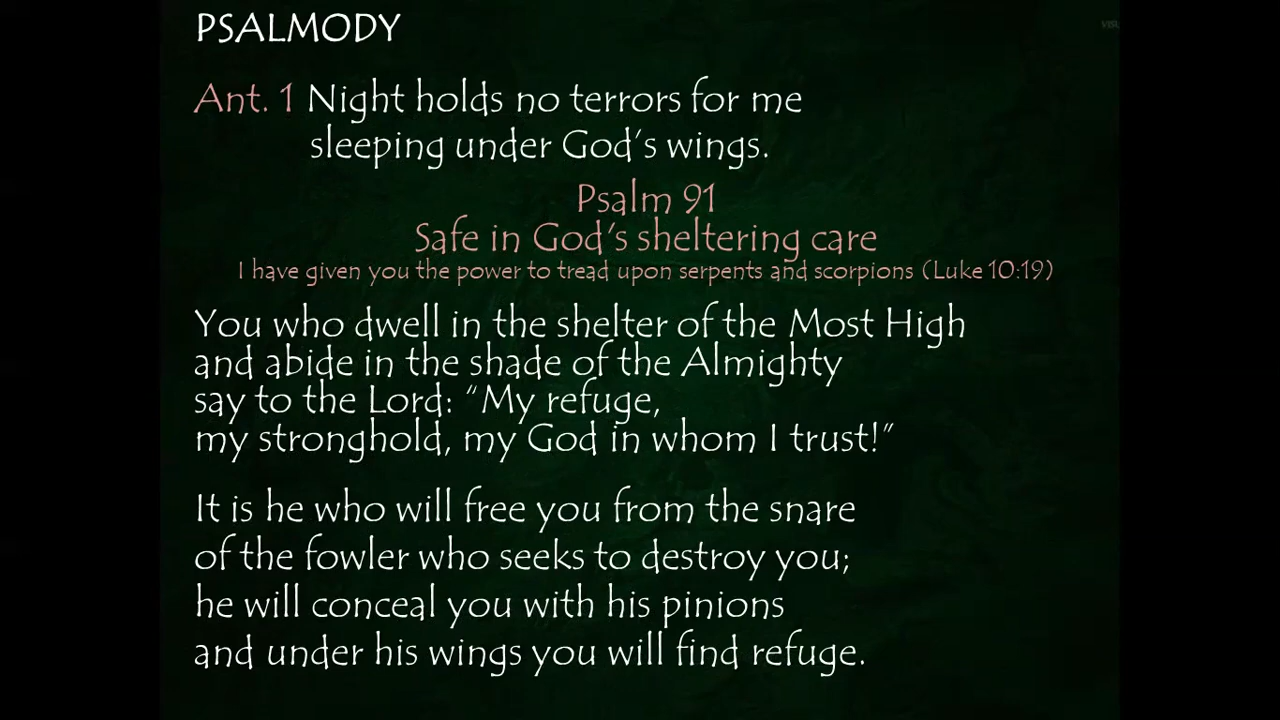 PSALMODY
Ant. 1 Night holds no terrors for me
sleeping under God's wings.
Psalm 91
Safe in God's sheltering care
I have given you the power to tread upon serpents and scorpions (Luke 10:19)
You who dwell in the shelter of the Most High
and abide in the shade of the Almighty
say to the Lord: “My refuge,
my stronghold, my God in whom I trust!”
It is he who will free you from the snare
of the fowler who seeks to destroy you;
he will conceal you with his pinions
and under his wings you will find refuge.